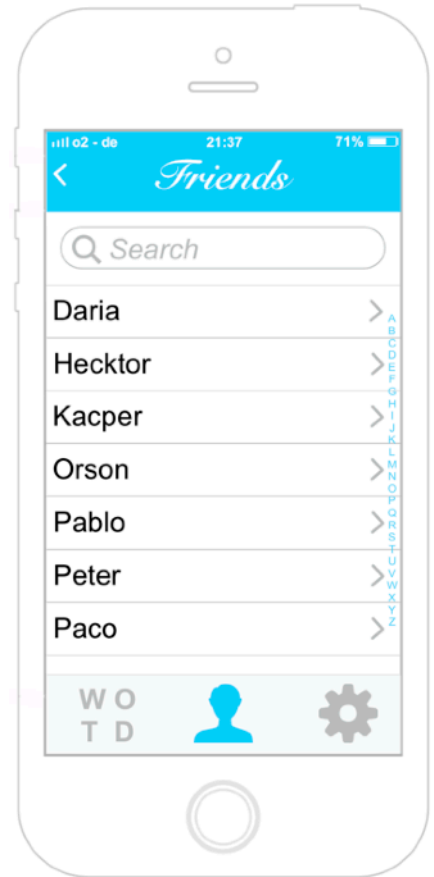 o2 - de 21:37 71%
Friends
Search
Daria
Hecktor
Kacper
Orson
Pablo
Peter
Paco
A
B
C
D
E
F
G
H
I
J
K
L
M
N
O
P
Q
R
S
T
U
V
W
X
Y
Z
W O
T D